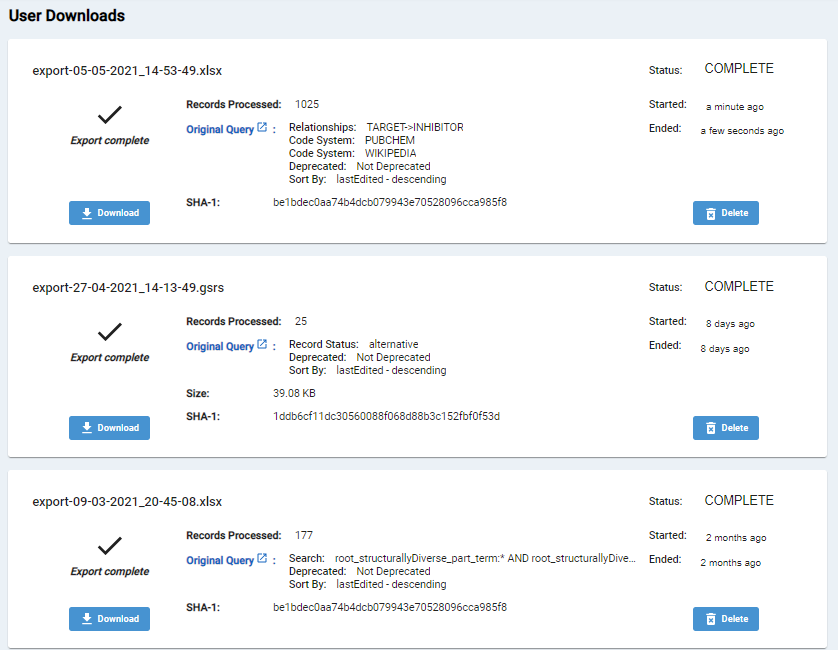 User Downloads
export-05-05-2021_14-53-49.xlsx
Status: COMPLETE
Records Processed: 1025
Started: a minute ago
Export complete
Original Query : Relationships: TARGET->INHIBITOR
Ended: a few seconds ago
Code System: PUBCHEM
Code System: WIKIPEDIA
Deprecated: Not Deprecated
Sort By: lastEdited - descending
SHA-1: be1bdec0aa74b4dcb079943e70528096cca985f8
Download
Delete
export-27-04-2021_14-13-49.gsrs
Status: COMPLETE
Records Processed: 25
Started: 8 days ago
Export complete
Original Query : Record Status: alternative
Ended: 8 days ago
Deprecated: Not Deprecated
Sort By: lastEdited - descending
Size: 39.08 KB
SHA-1: 1ddb6cf11dc30560088f068d88b3c152fbf0f53d
Download
Delete
export-09-03-2021_20-45-08.xlsx
Status: COMPLETE
Records Processed: 177
Started: 2 months ago
Export complete
Original Query : Search: root_structurallyDiverse_part_term:* AND root_structurallyDive...
Ended: 2 months ago
Deprecated: Not Deprecated
Sort By: lastEdited - descending
SHA-1: be1bdec0aa74b4dcb079943e70528096cca985f8
Download
Delete